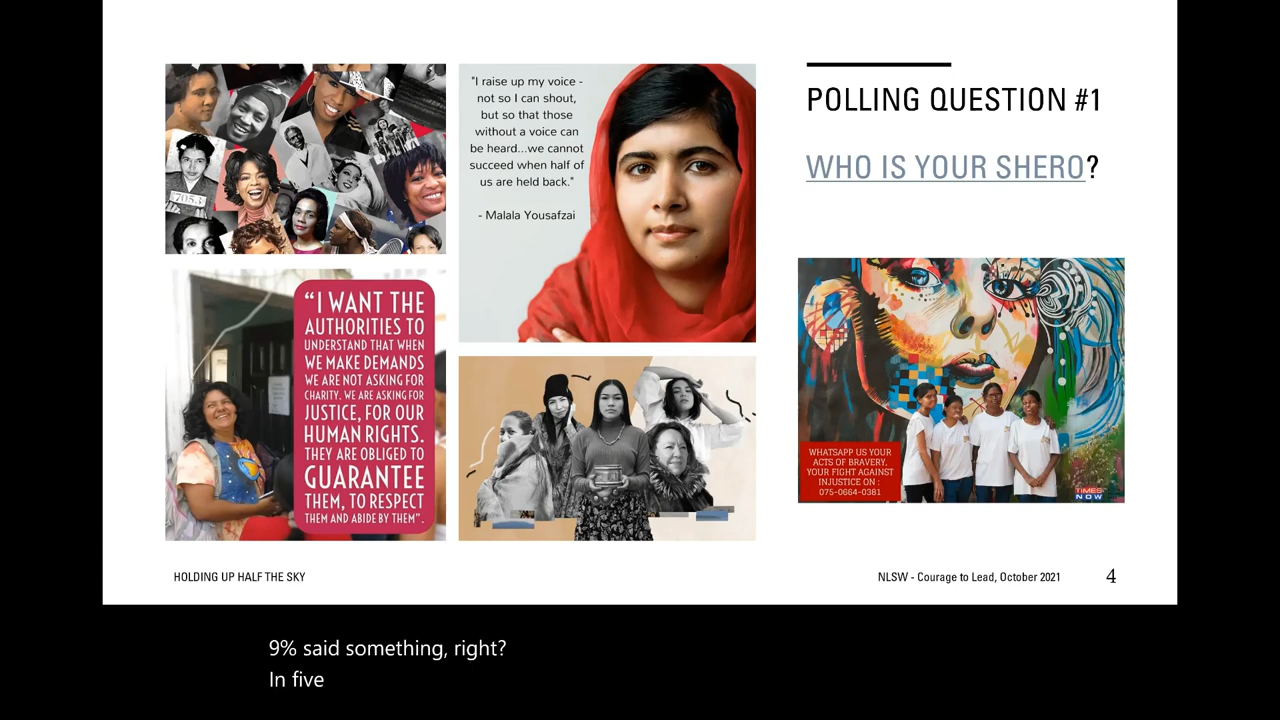 7053
"I raise up my voice -
not so I can shout,
but so that those
without a voice can
be heard...we cannot
succeed when half of
us are held back."
- Malala Yousafzai
POLLING QUESTION #1
WHO IS YOUR SHERO?
“I WANT THE
AUTHORITIES TO
UNDERSTAND THAT WHEN
WE MAKE DEMANDS
WE ARE NOT ASKING FOR
CHARITY. WE ARE ASKING FOR
JUSTICE, FOR OUR
HUMAN RIGHTS.
THEY ARE OBLIGED TO
GUARANTEE
THEM, TO RESPECT
THEM AND ABIDE BY THEM”.
WHATSAPP US YOUR
ACTS OF BRAVERY,
YOUR FIGHT AGAINST
INJUSTICE ON :
075-0664-0381
TIMES
NOW
HOLDING UP HALF THE SKY
NLSW - Courage to Lead, October 2021
4
9% said something, right?
In five